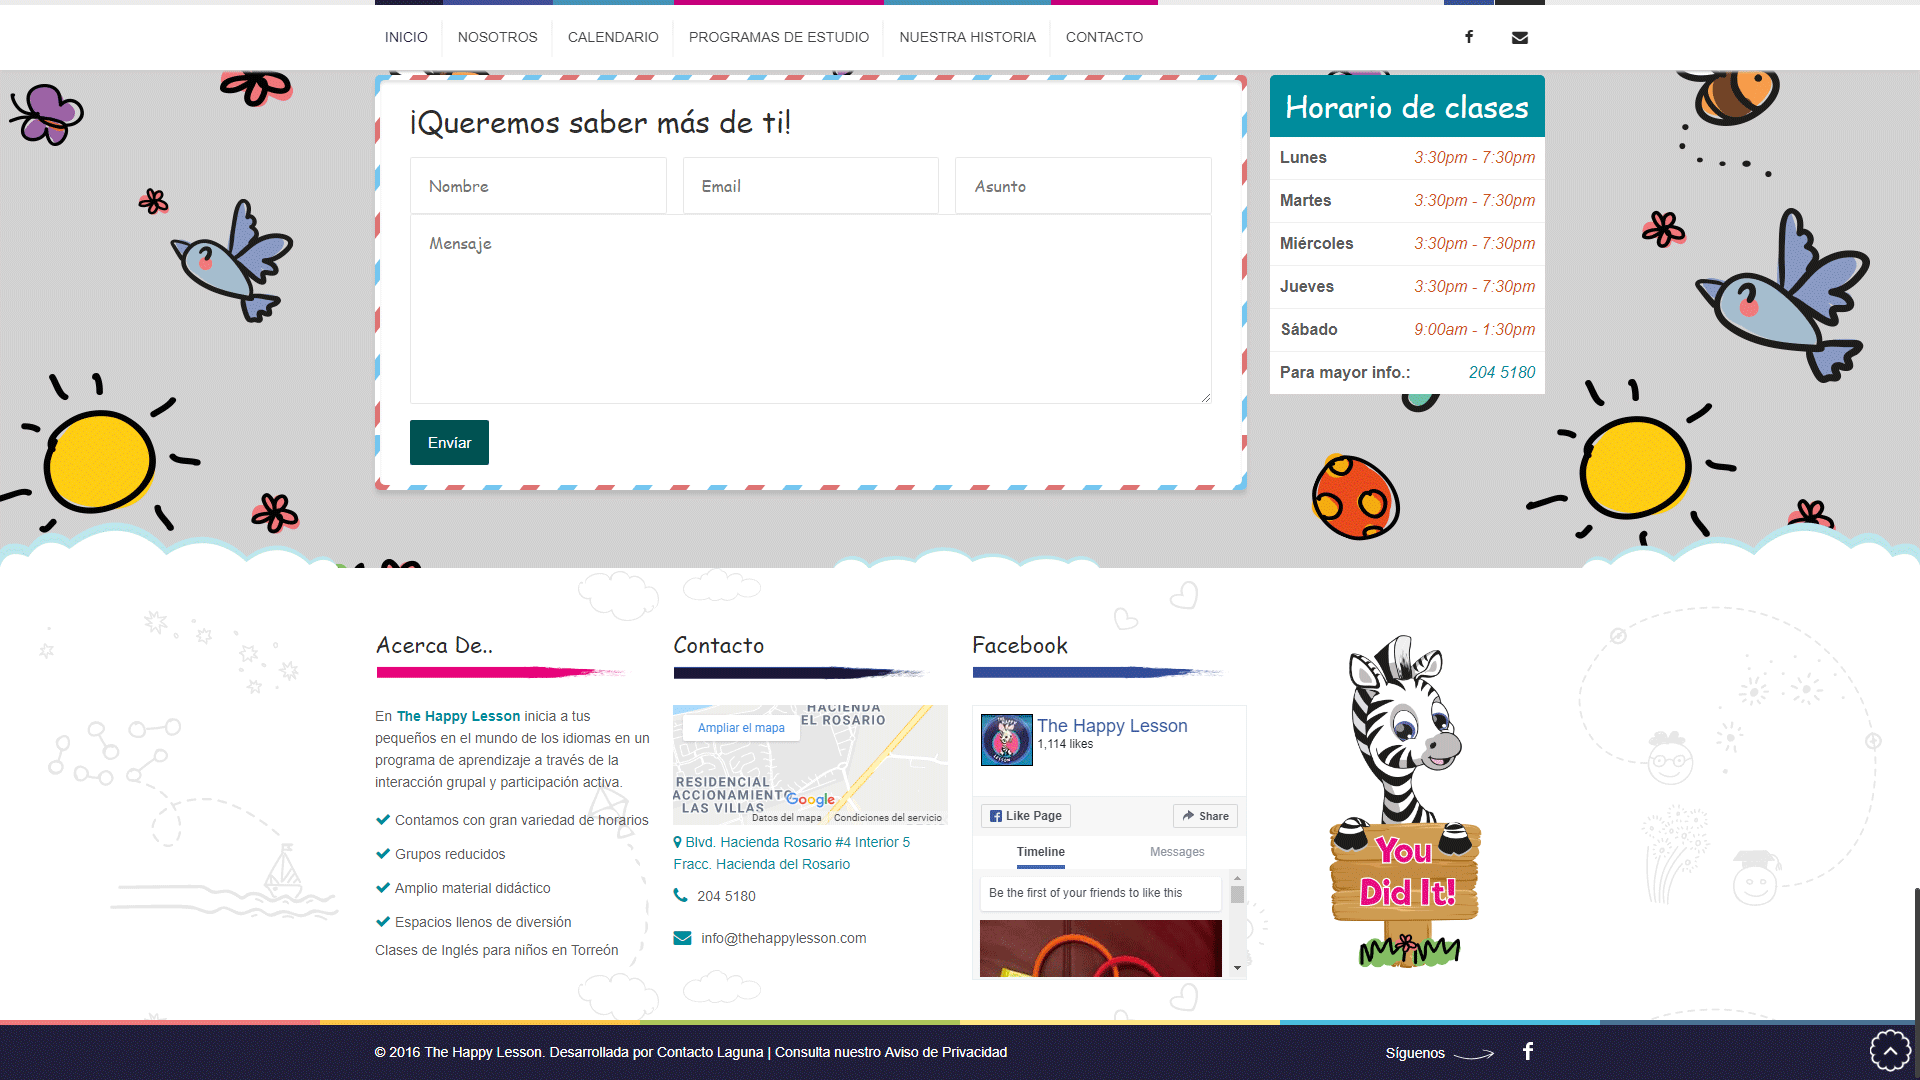 INICIO
NOSOTROS
CALENDARIO
PROGRAMAS DE ESTUDIO
NUESTRA HISTORIA
CONTACTO
¡Queremos saber más de ti!
Nombre
Email
Asunto
Mensaje
Envíar
Horario de clases
Lunes 3:30pm - 7:30pm
Martes 3:30pm - 7:30pm
Miércoles 3:30pm - 7:30pm
Jueves 3:30pm - 7:30pm
Sábado 9:00am - 1:30pm
Para mayor info.: 204 5180
Acerca De..
En The Happy Lesson inicia a tus
pequeños en el mundo de los idiomas en un
programa de aprendizaje a través de la
interacción grupal y participación activa.
Contamos con gran variedad de horarios
Grupos reducidos
Amplio material didáctico
Espacios llenos de diversión
Clases de Inglés para niños en Torreón
Contacto
HACIENDA
EL ROSARIO
Ampliar el mapa
RESIDENCIAL
ACCIONAMIENTO
LAS VILLAS
Google
Datos del mapa
Condiciones del servicio
Blvd. Hacienda Rosario #4 Interior 5
Fracc. Hacienda del Rosario
204 5180
info@thehappylesson.com
Facebook
The Happy Lesson
1,114 likes
Like Page
Share
Timeline
Messages
Be the first of your friends to like this
You
Did It!
© 2016 The Happy Lesson. Desarrollada por Contacto Laguna | Consulta nuestro Aviso de Privacidad
Síguenos